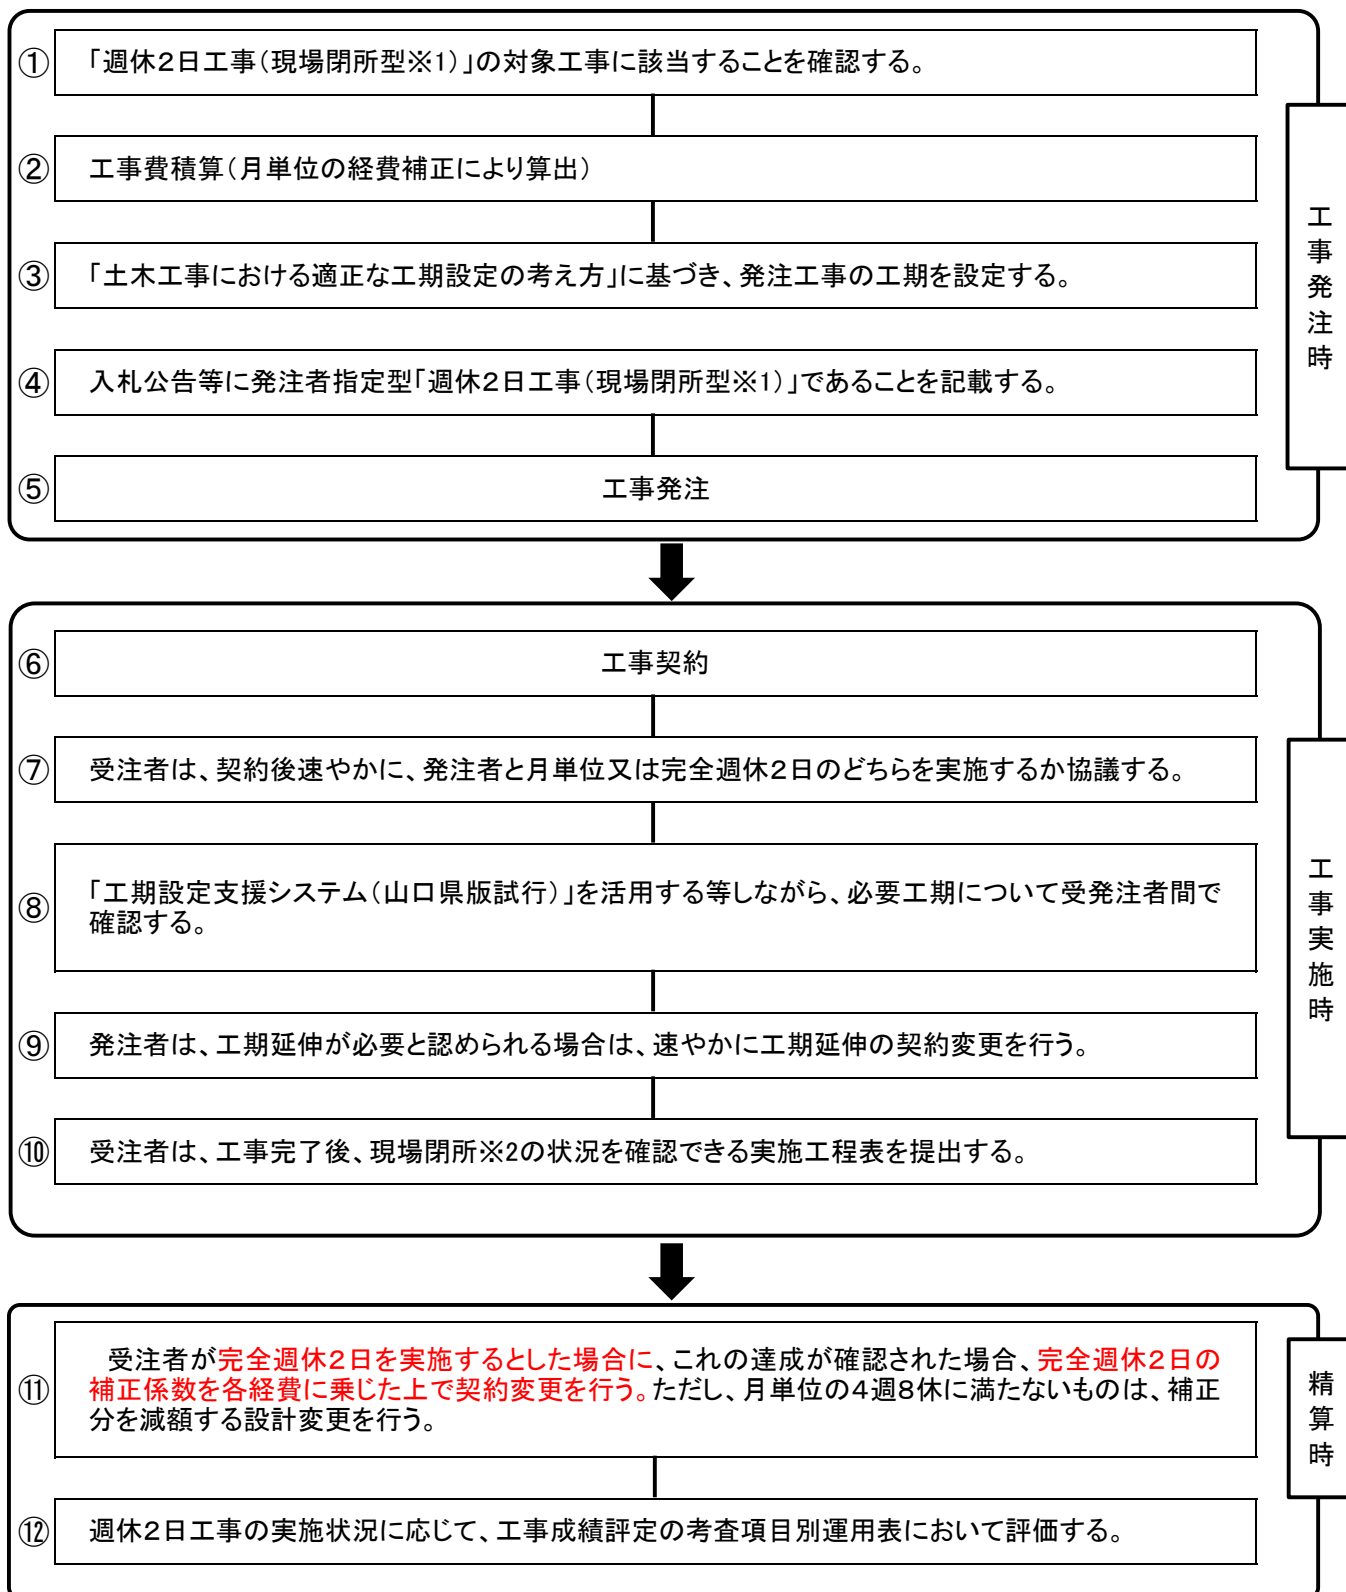 ① 「週休2日工事（現場閉所型※1）」の対象工事に該当することを確認する。
② 工事費積算（月単位の経費補正により算出）
③ 「土木工事における適正な工期設定の考え方」に基づき、発注工事の工期を設定する。
④ 入札公告等に発注者指定型「週休2日工事（現場閉所型※1）」であることを記載する。
⑤ 工事発注
工事発注時
⑥ 工事契約
⑦ 受注者は、契約後速やかに、発注者と月単位又は完全週休2日のどちらを実施するか協議する。
⑧ 「工期設定支援システム（山口県版試行）」を活用する等しながら、必要工期について受発注者間で
確認する。
⑨ 発注者は、工期延伸が必要と認められる場合は、速やかに工期延伸の契約変更を行う。
⑩ 受注者は、工事完了後、現場閉所※2の状況を確認できる実施工程表を提出する。
工事実施時
⑪ 受注者が完全週休2日を実施するとした場合に、これの達成が確認された場合、完全週休2日の
補正係数を各経費に乗じた上で契約変更を行う。ただし、月単位の4週8休に満たないものは、補正
分を減額する設計変更を行う。
⑫ 週休2日工事の実施状況に応じて、工事成績評定の考査項目別運用表において評価する。
精算時